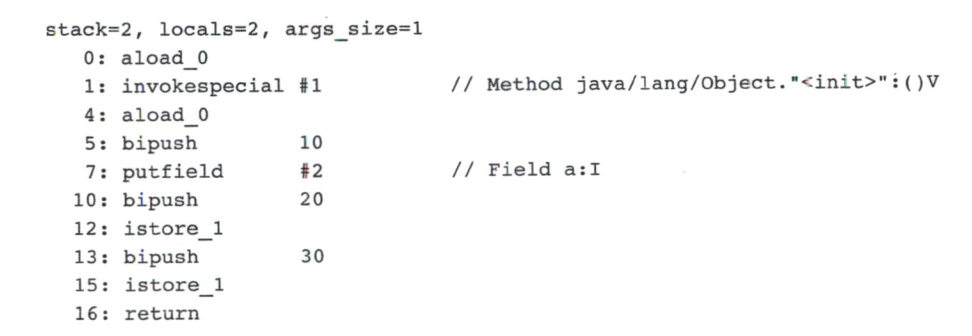 stack=2, locals=2, args_size=1
0: aload_0
1: invokespecial #1 // Method java/lang/Object."<init>":()V
4: aload_0
5: bipush 10
7: putfield #2 // Field a:I
10: bipush 20
12: istore_1
13: bipush 30
15: istore_1
16: return